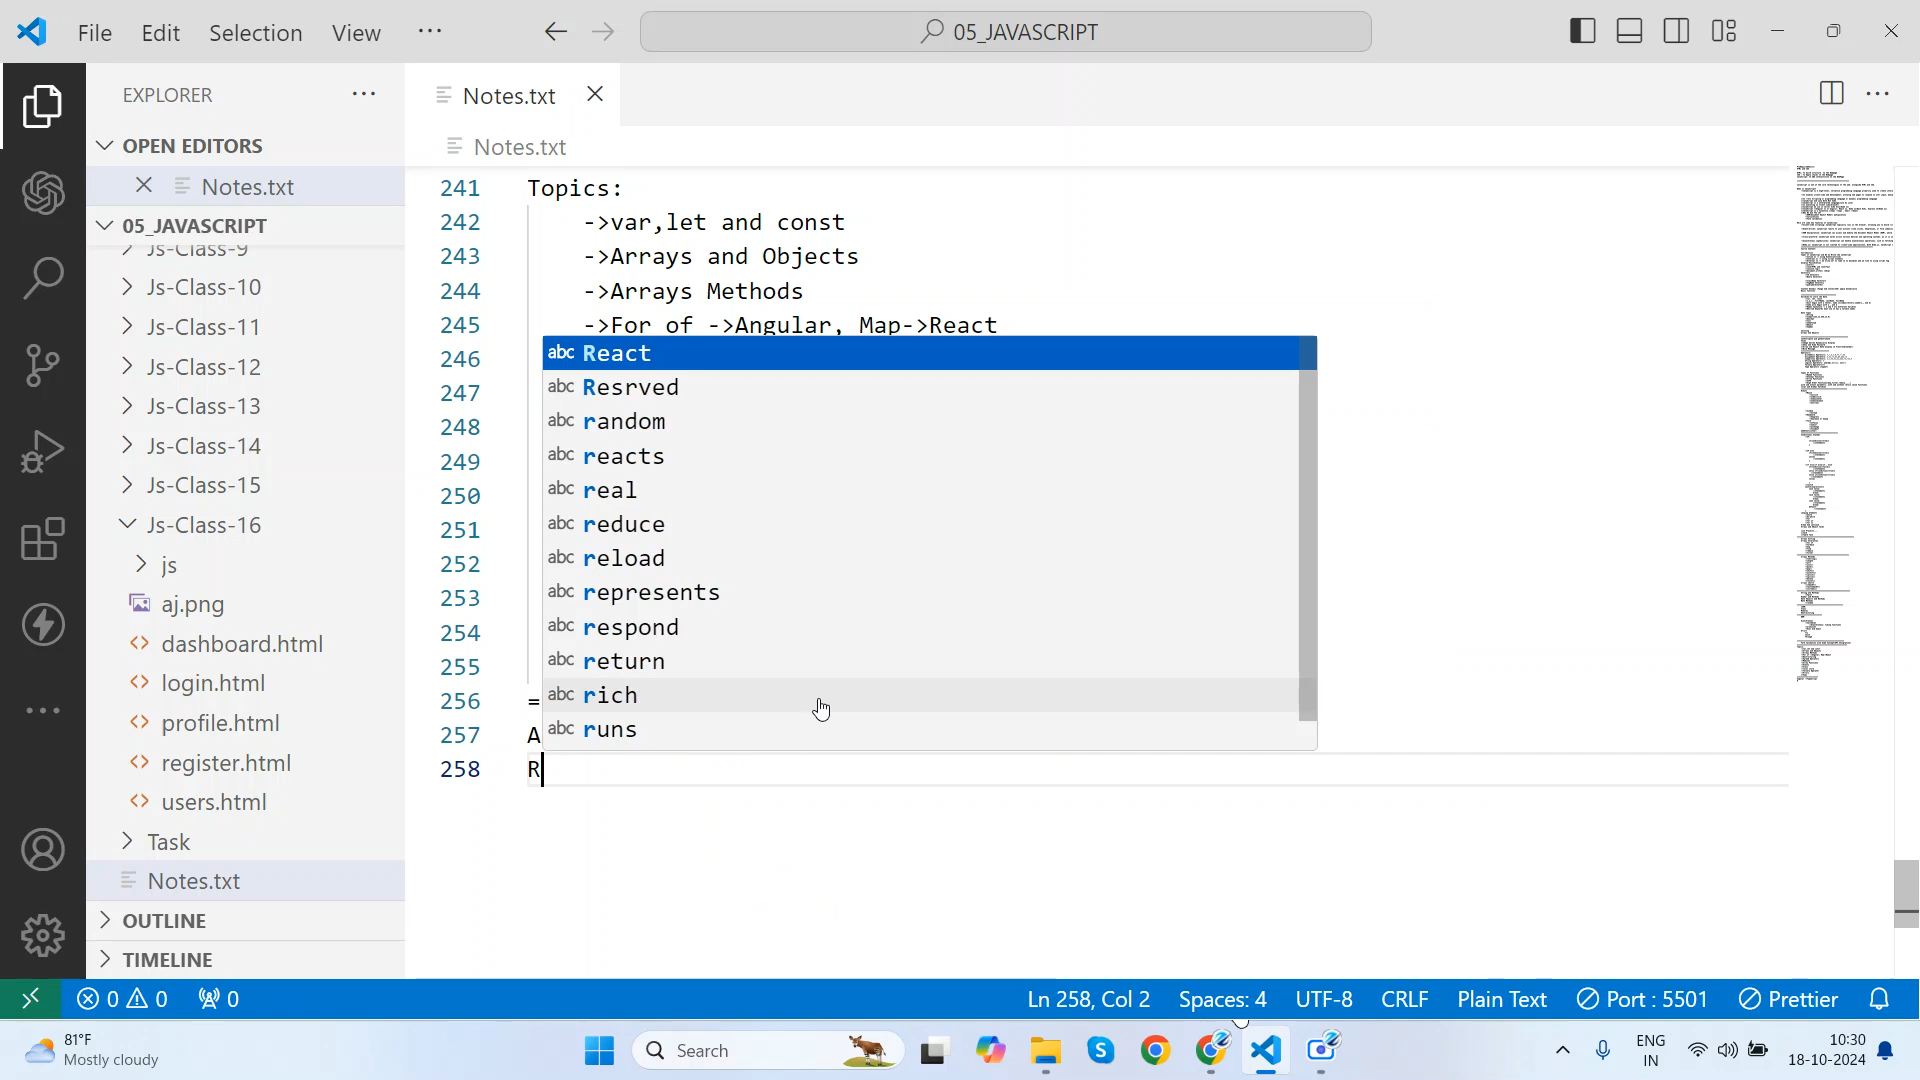 File Edit Selection View ···
05_JAVASCRIPT
EXPLORER ···
OPEN EDITORS
Notes.txt
05_JAVASCRIPT
Js-Class-9
Js-Class-10
Js-Class-11
Js-Class-12
Js-Class-13
Js-Class-14
Js-Class-15
Js-Class-16
js
aj.png
dashboard.html
login.html
profile.html
register.html
users.html
Task
Notes.txt
OUTLINE
TIMELINE
Notes.txt
Notes.txt
241 Topics:
242 ->var,let and const
243 ->Arrays and Objects
244 ->Arrays Methods
245 ->For of ->Angular, Map->React
246
247
248
249
250
251
252
253
254
255
256 =
257 A
258 R
abc React
abc Resrved
abc random
abc reacts
abc real
abc reduce
abc reload
abc represents
abc respond
abc return
abc rich
abc runs
0 0 0
Ln 258, Col 2 Spaces: 4 UTF-8 CRLF Plain Text Port : 5501 Prettier
81°F
Mostly cloudy
Search
ENG
IN
10:30
18-10-2024